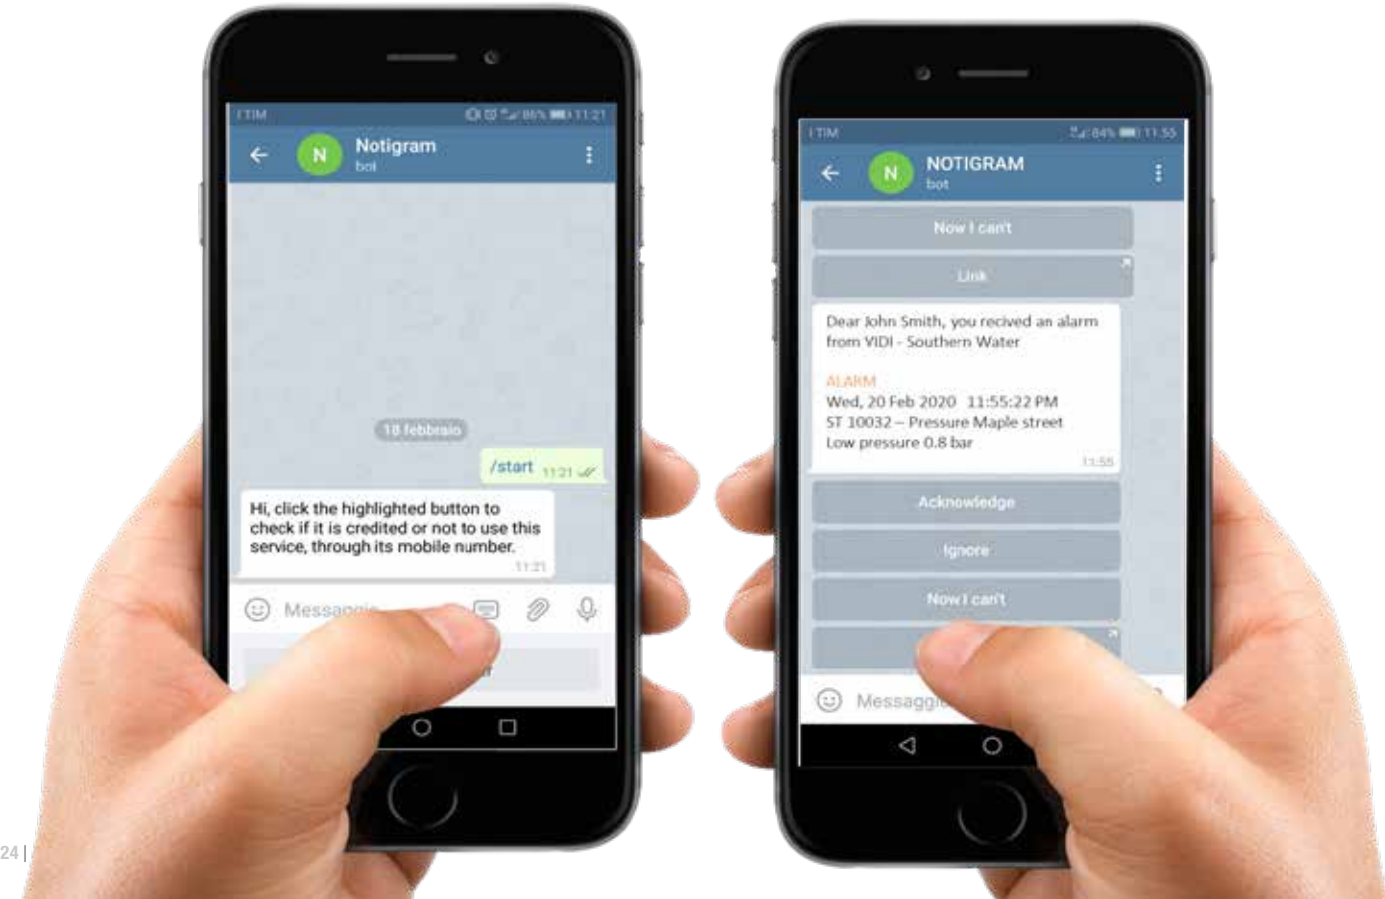 I TIM
86% 11:21
N
Notigram
bot
18 febbraio
/start 11:21
Hi, click the highlighted button to
check if it is credited or not to use this
service, through its mobile number.
11:21
Messaggio
I TIM
84% 11:55
N
NOTIGRAM
bot
Now I can't
Link
Dear John Smith, you recived an alarm
from VIDI - Southern Water
ALARM
Wed, 20 Feb 2020 11:55:22 PM
ST 10032 – Pressure Maple street
Low pressure 0.8 bar
11:55
Acknowledge
Ignore
Now I can't
Messaggio
24 |